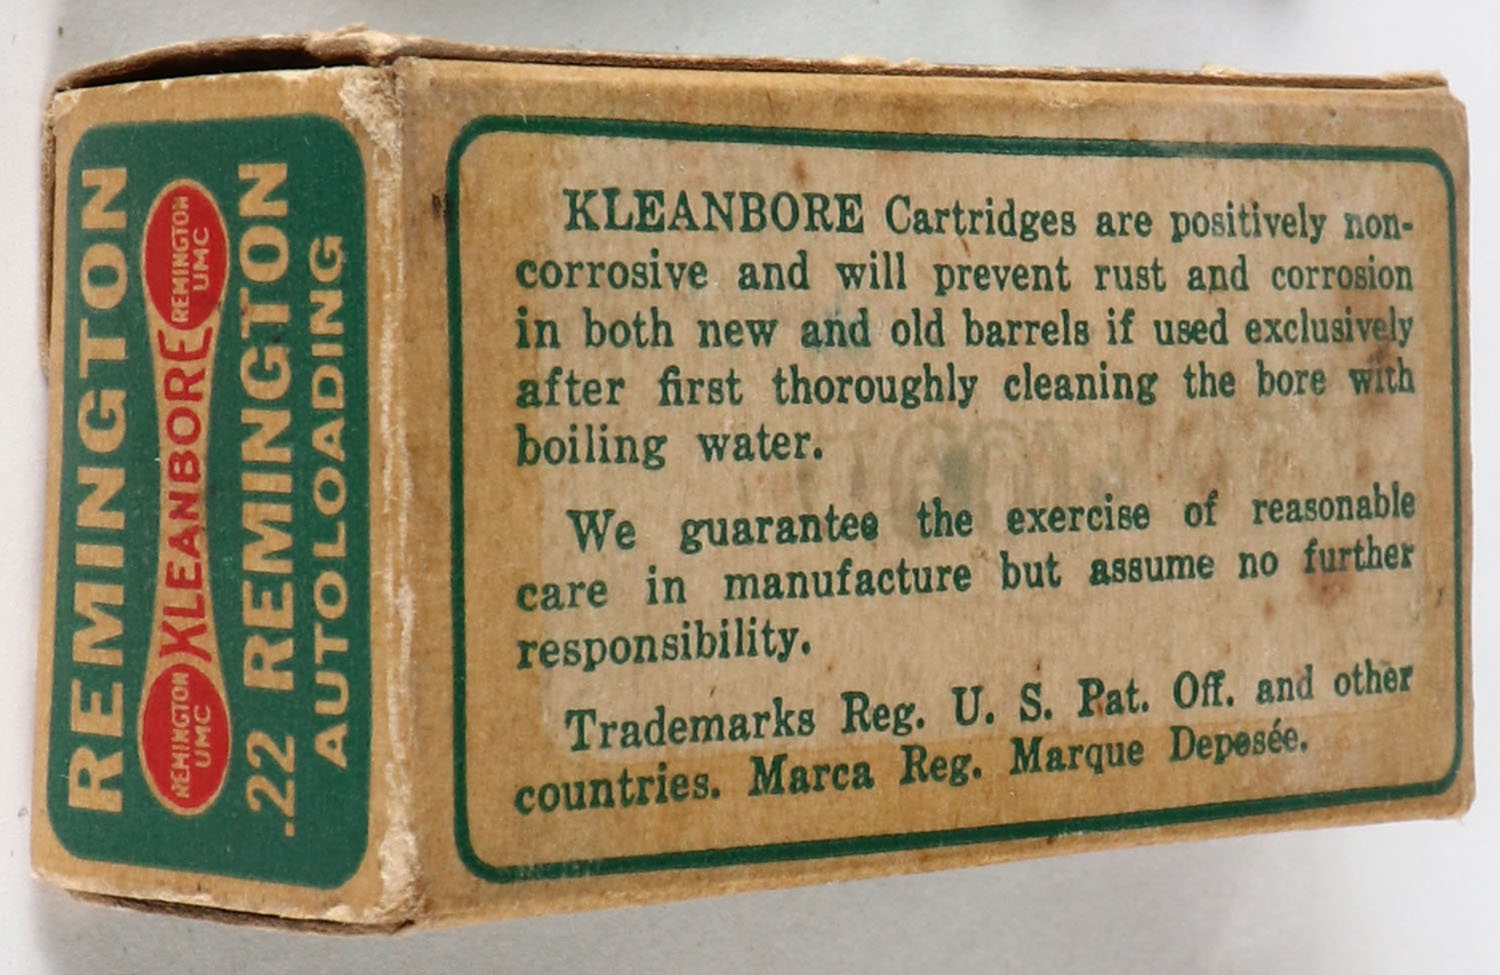 REMINGTON
REMINGTON
UMC
KLEANBORE
REMINGTON
UMC
.22 REMINGTON
AUTOLOADING
KLEANBORE Cartridges are positively non-
corrosive and will prevent rust and corrosion
in both new and old barrels if used exclusively
after first thoroughly cleaning the bore with
boiling water.
We guarantee the exercise of reasonable
care in manufacture but assume no further
responsibility.
Trademarks Reg. U. S. Pat. Off. and other
countries. Marca Reg. Marque Deposée.